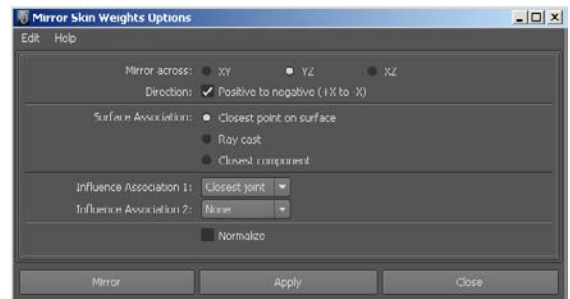 Mirror Skin Weights Options
Edit Help
Mirror across: XY YZ XZ
Direction: Positive to negative (+X to -X)
Surface Association: Closest point on surface
Ray cast
Closest component
Influence Association 1: Closest joint
Influence Association 2: None
Normalize
Mirror Apply Close